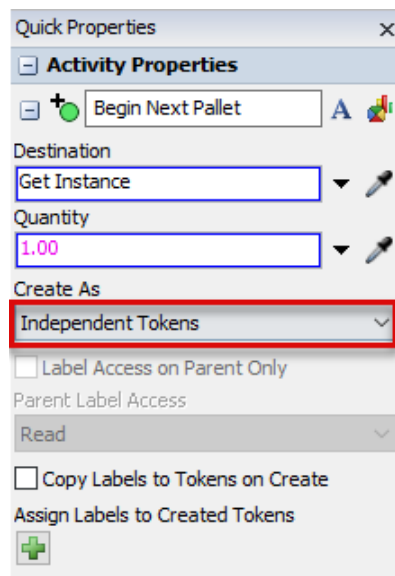 Quick Properties
Activity Properties
Begin Next Pallet
Destination
Get Instance
Quantity
1.00
Create As
Independent Tokens
Label Access on Parent Only
Parent Label Access
Read
Copy Labels to Tokens on Create
Assign Labels to Created Tokens